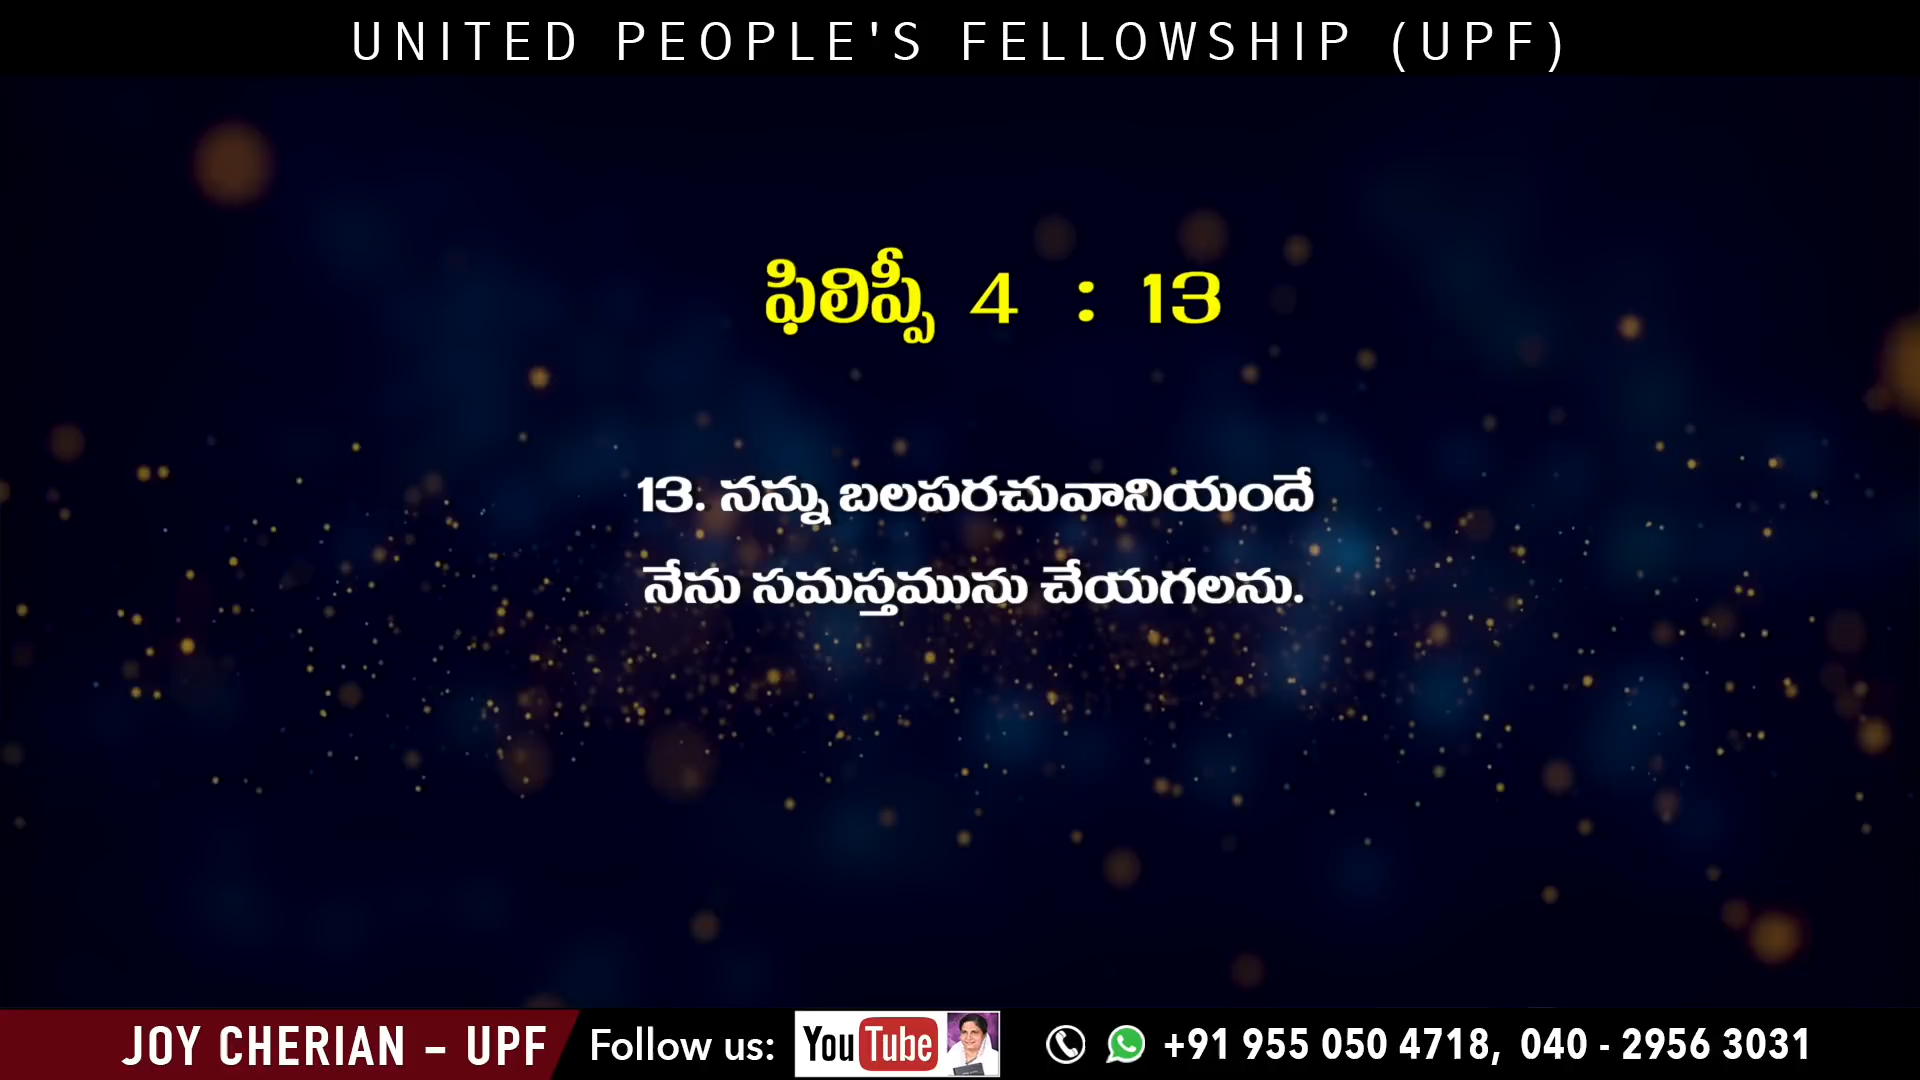 UNITED PEOPLE'S FELLOWSHIP (UPF)
ఫిలిప్పీ 4 : 13
13. నన్ను బలపరచువానియందే
నేను సమస్తమును చేయగలను.
JOY CHERIAN – UPF Follow us: YouTube +91 955 050 4718, 040 - 2956 3031